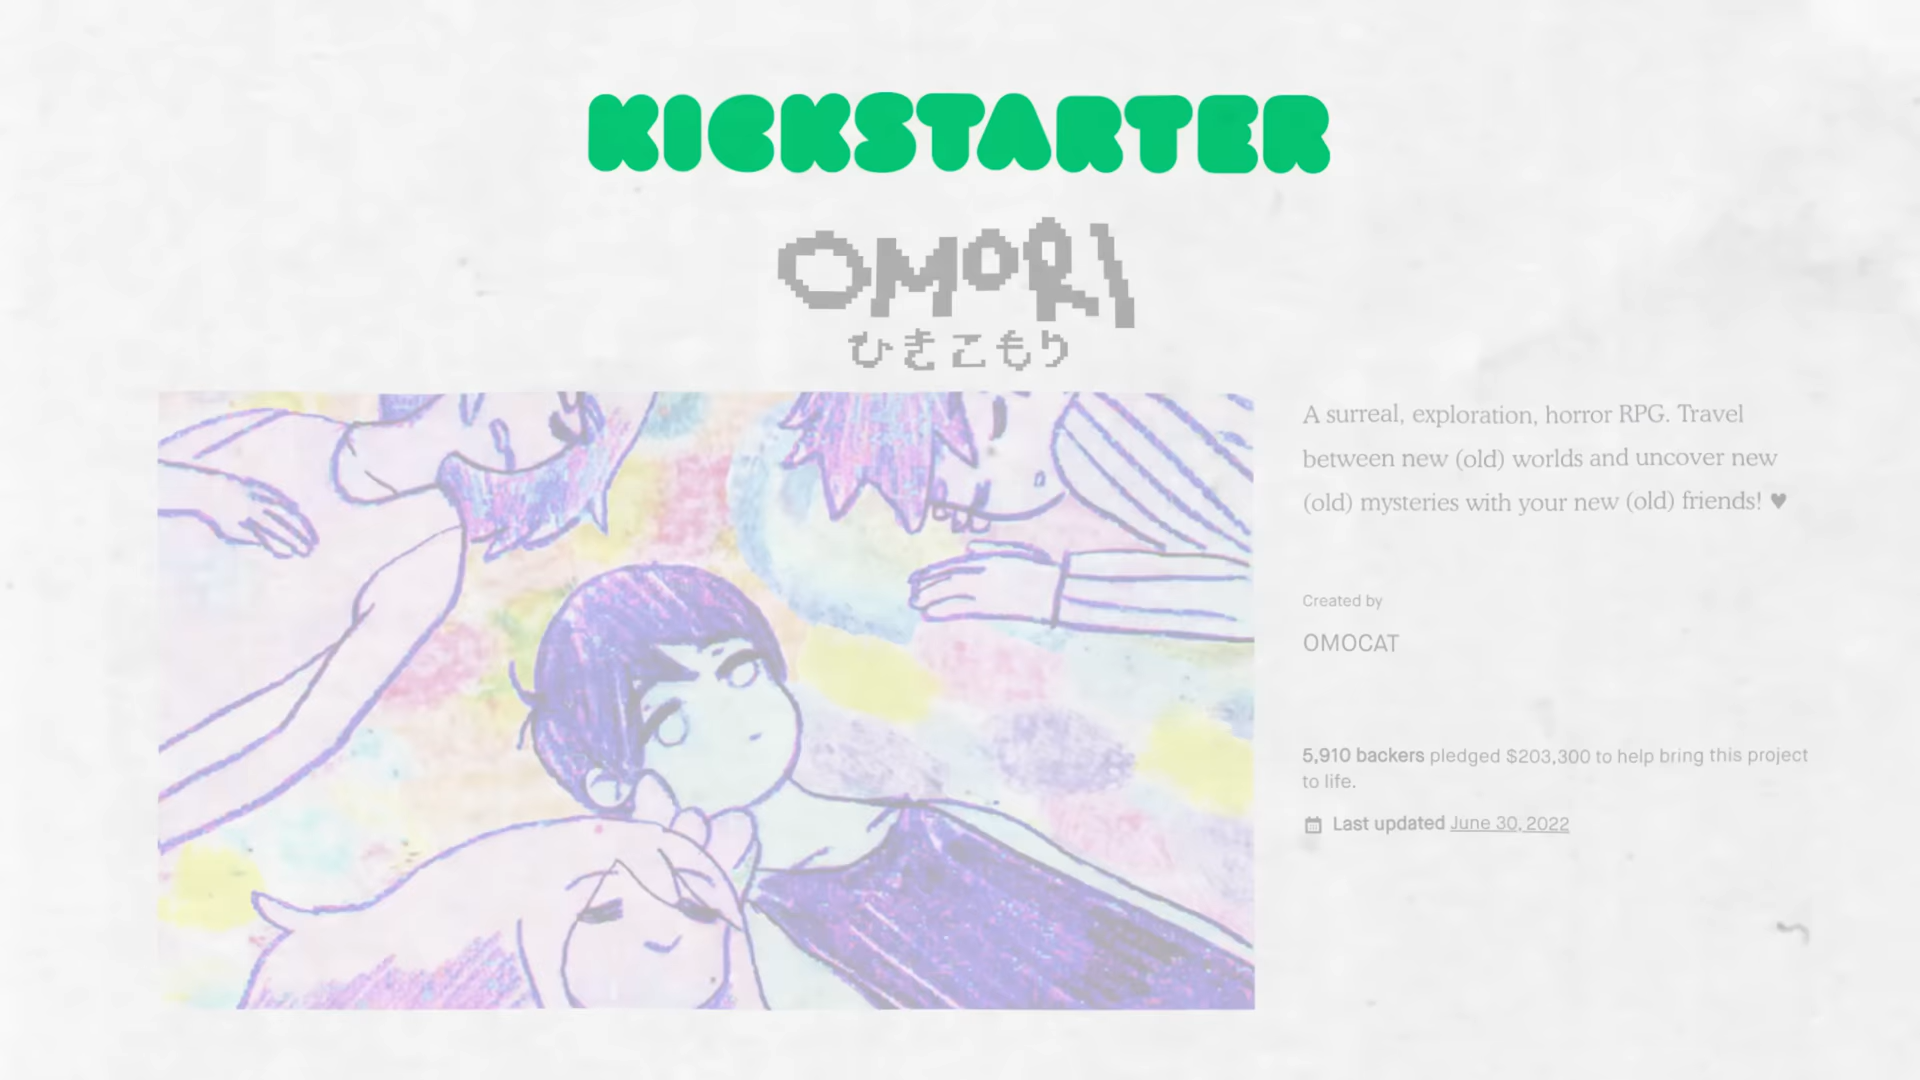 KICKSTARTER
OMORI
ひきこもり
A surreal, exploration, horror RPG. Travel
between new (old) worlds and uncover new
(old) mysteries with your new (old) friends! ♥
Created by
OMOCAT
5,910 backers pledged $203,300 to help bring this project
to life.
Last updated June 30, 2022